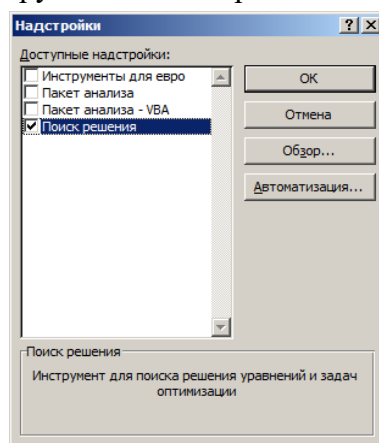 Надстройки
Доступные надстройки:
Инструменты для евро
Пакет анализа
Пакет анализа - VBA
Поиск решения
ОК
Отмена
Обзор...
Автоматизация...
Поиск решения
Инструмент для поиска решения уравнений и задач
оптимизации